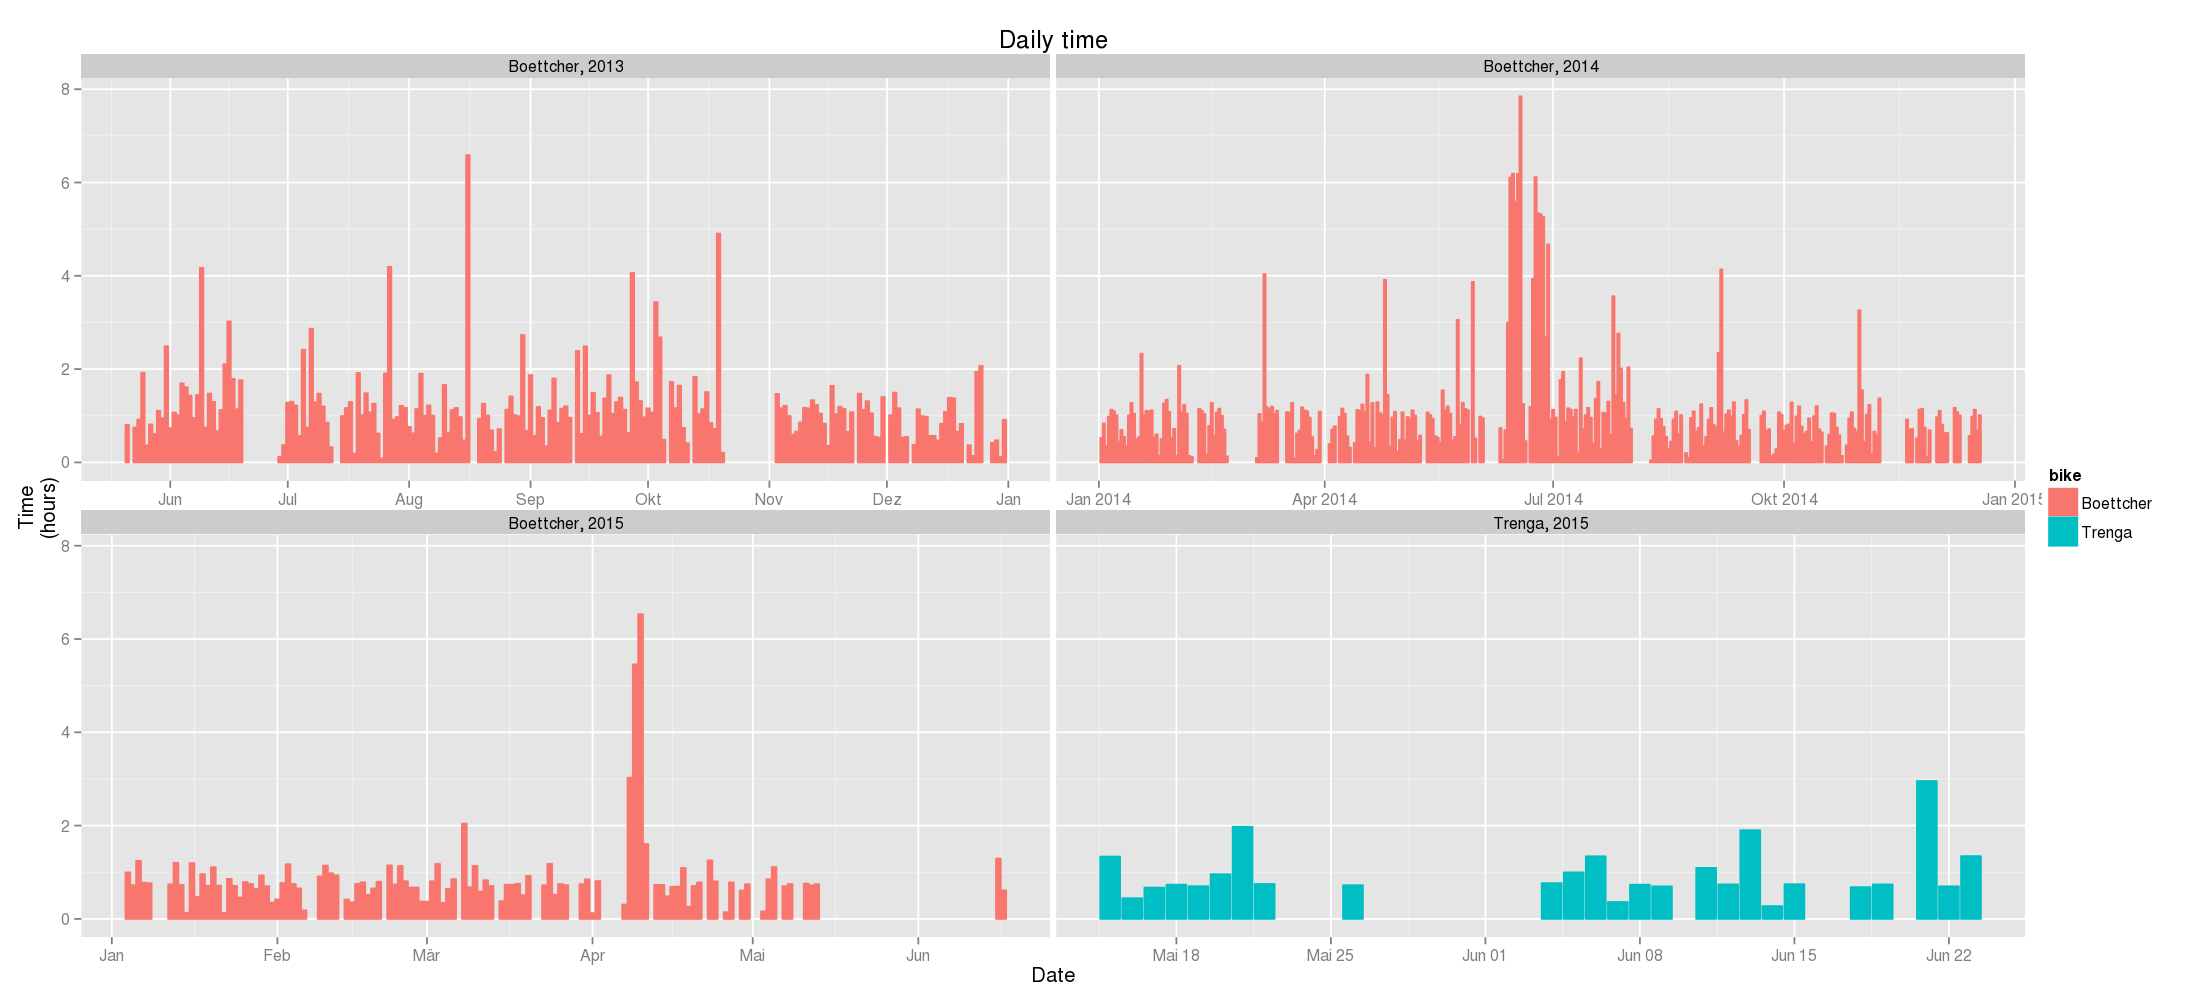 Daily time
Boettcher, 2013
Boettcher, 2014
8
6
4
2
0
Jun Jul Aug Sep Okt Nov Dez Jan
Jan 2014 Apr 2014 Jul 2014 Okt 2014 Jan 2015
Time
(hours)
bike
Boettcher
Trenga
Boettcher, 2015
Trenga, 2015
8
6
4
2
0
Jan Feb Mär Apr Mai Jun
Mai 18 Mai 25 Jun 01 Jun 08 Jun 15 Jun 22
Date